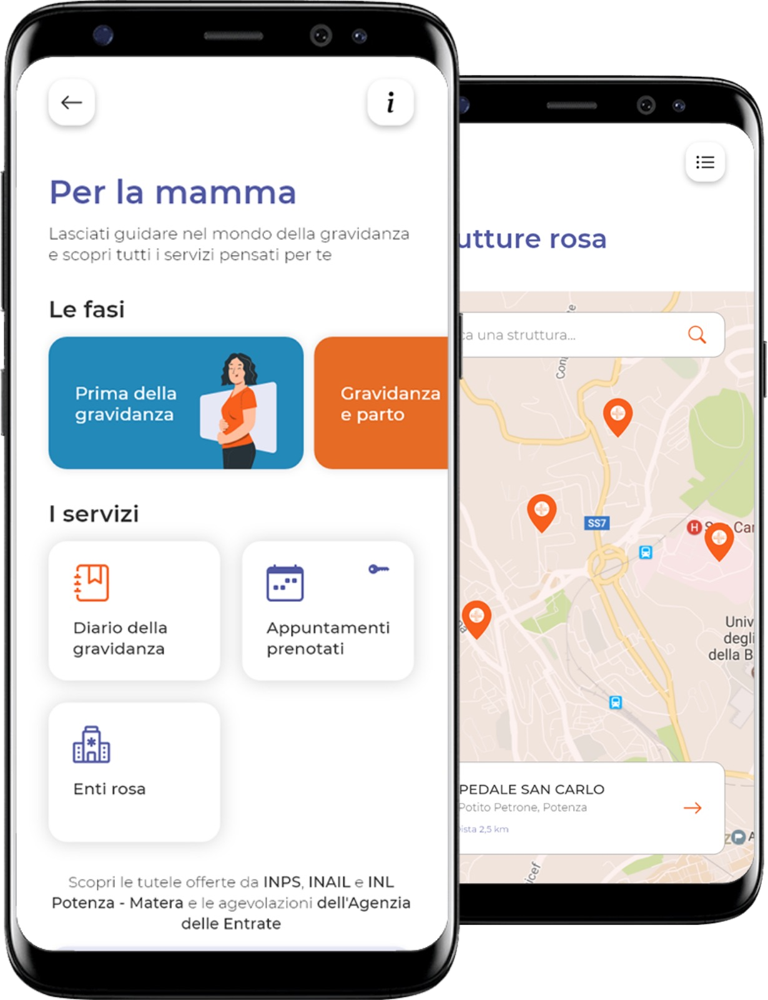 i
Per la mamma
Lasciati guidare nel mondo della gravidanza
e scopri tutti i servizi pensati per te
Le fasi
Prima della
gravidanza
Gravidanza
e parto
I servizi
Diario della
gravidanza
Appuntamenti
prenotati
Enti rosa
Scopri le tutele offerte da INPS, INAIL e INL
Potenza - Matera e le agevolazioni dell'Agenzia
delle Entrate
utture rosa
ca una struttura...
SS7
H
Univ
degli
della B
PEDALE SAN CARLO
Potito Petrone, Potenza
ista 2,5 km
icef